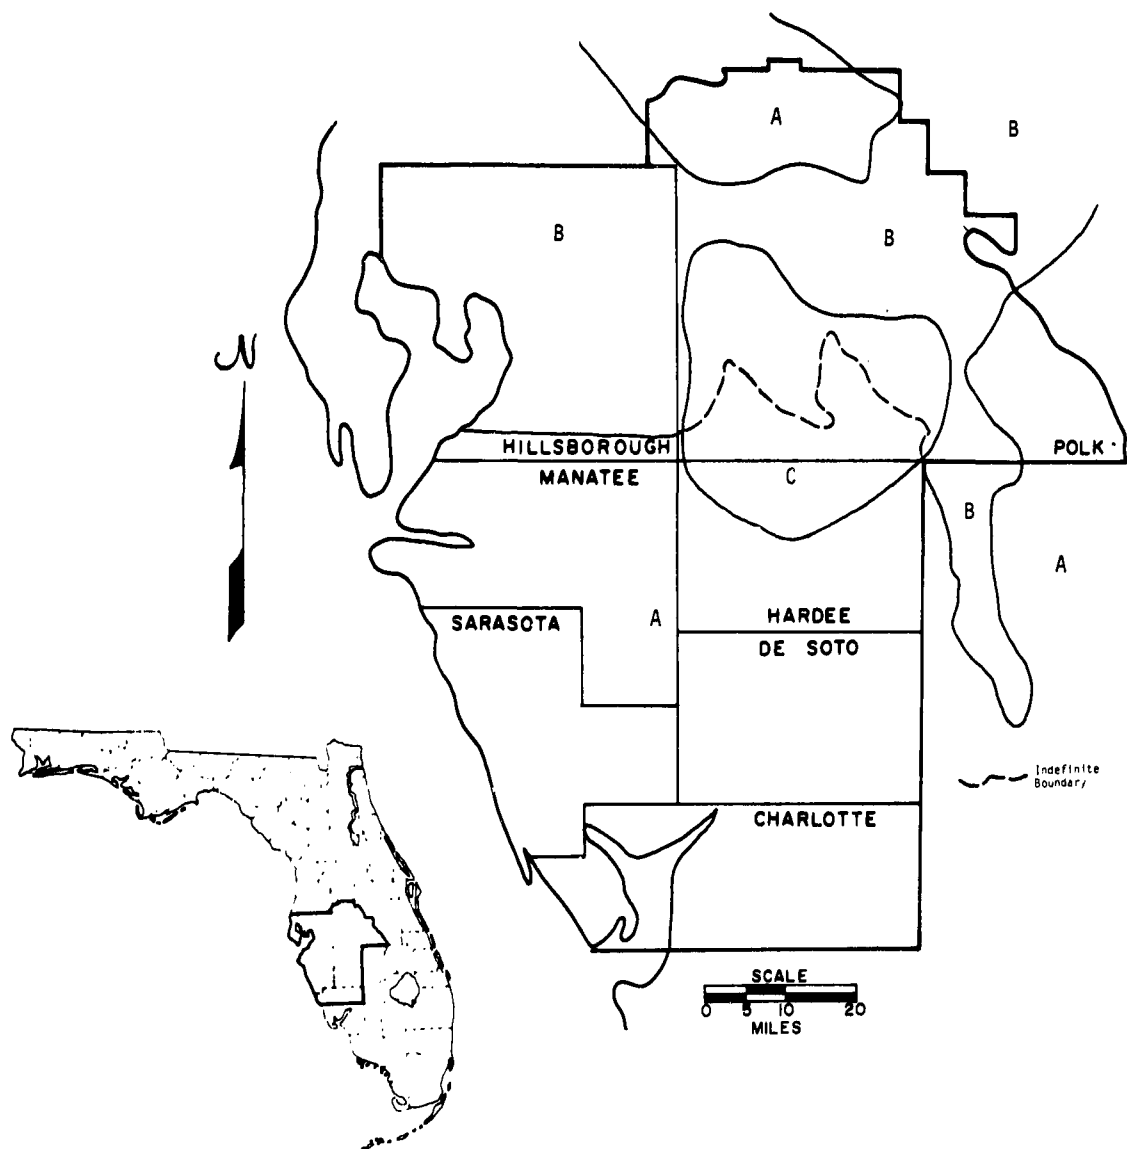 A
B
B
B
N
HILLSBOROUGH
POLK
MANATEE
C
B
A
SARASOTA
A
HARDEE
DE SOTO
Indefinite
Boundary
CHARLOTTE
SCALE
0 5 10 20
MILES